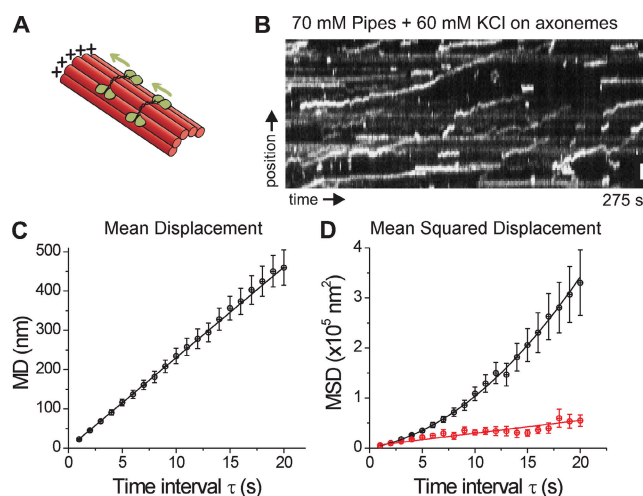 A
+++++
B
70 mM Pipes + 60 mM KCl on axonemes
position
time
275 s
C
Mean Displacement
500
400
300
200
100
0
MD (nm)
0 5 10 15 20
Time interval τ (s)
D
Mean Squared Displacement
4
3
2
1
0
MSD (x10⁵ nm²)
0 5 10 15 20
Time interval τ (s)